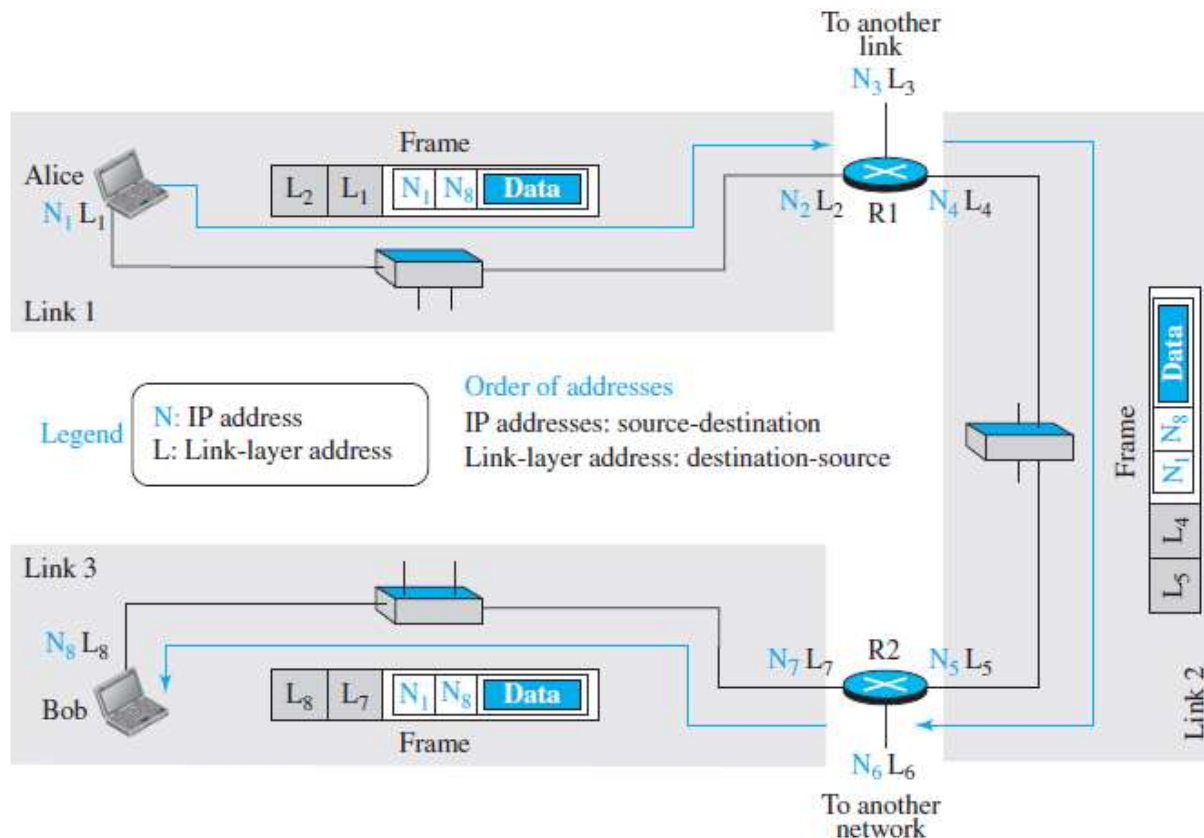 To another
link
N₃ L₃
Frame
Alice
L₂ L₁ N₁ N₈ Data
N₁ L₁
N₂ L₂ R1 N₄ L₄
Link 1
Legend
N: IP address
L: Link-layer address
Order of addresses
IP addresses: source-destination
Link-layer address: destination-source
Frame
L₅ L₄ N₁ N₈ Data
Link 2
Link 3
N₈ L₈
Bob
L₈ L₇ N₁ N₈ Data
Frame
N₇ L₇ R2 N₅ L₅
N₆ L₆
To another
network